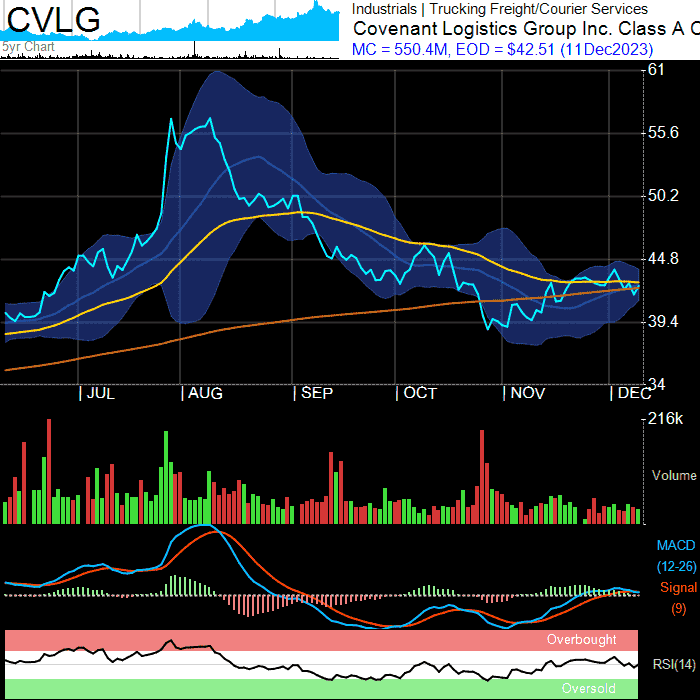 CVLG
5yr Chart
Industrials | Trucking Freight/Courier Services
Covenant Logistics Group Inc. Class A C
MC = 550.4M, EOD = $42.51 (11Dec2023)
61
55.6
50.2
44.8
39.4
34
JUL
AUG
SEP
OCT
NOV
DEC
216k
Volume
MACD
(12-26)
Signal
(9)
Overbought
RSI(14)
Oversold